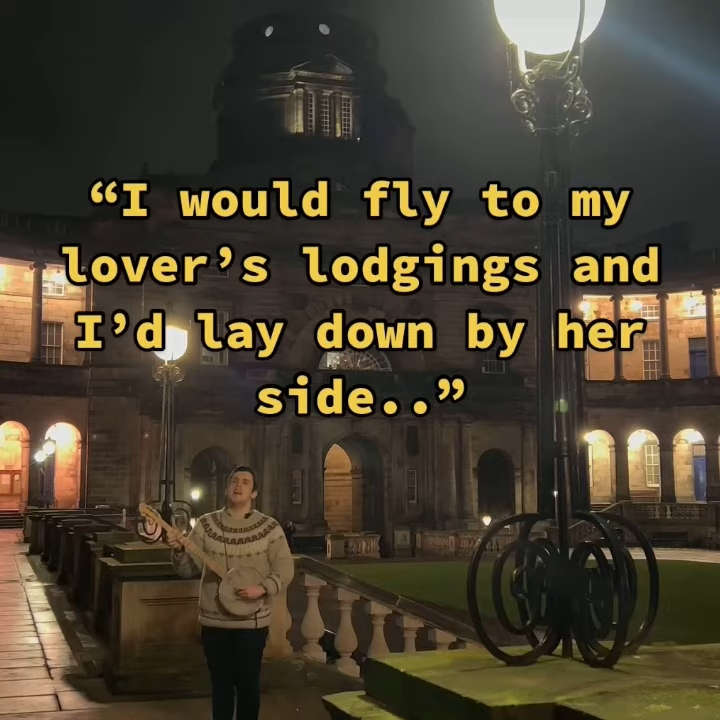 “I would fly to my
lover’s lodgings and
I’d lay down by her
side..”